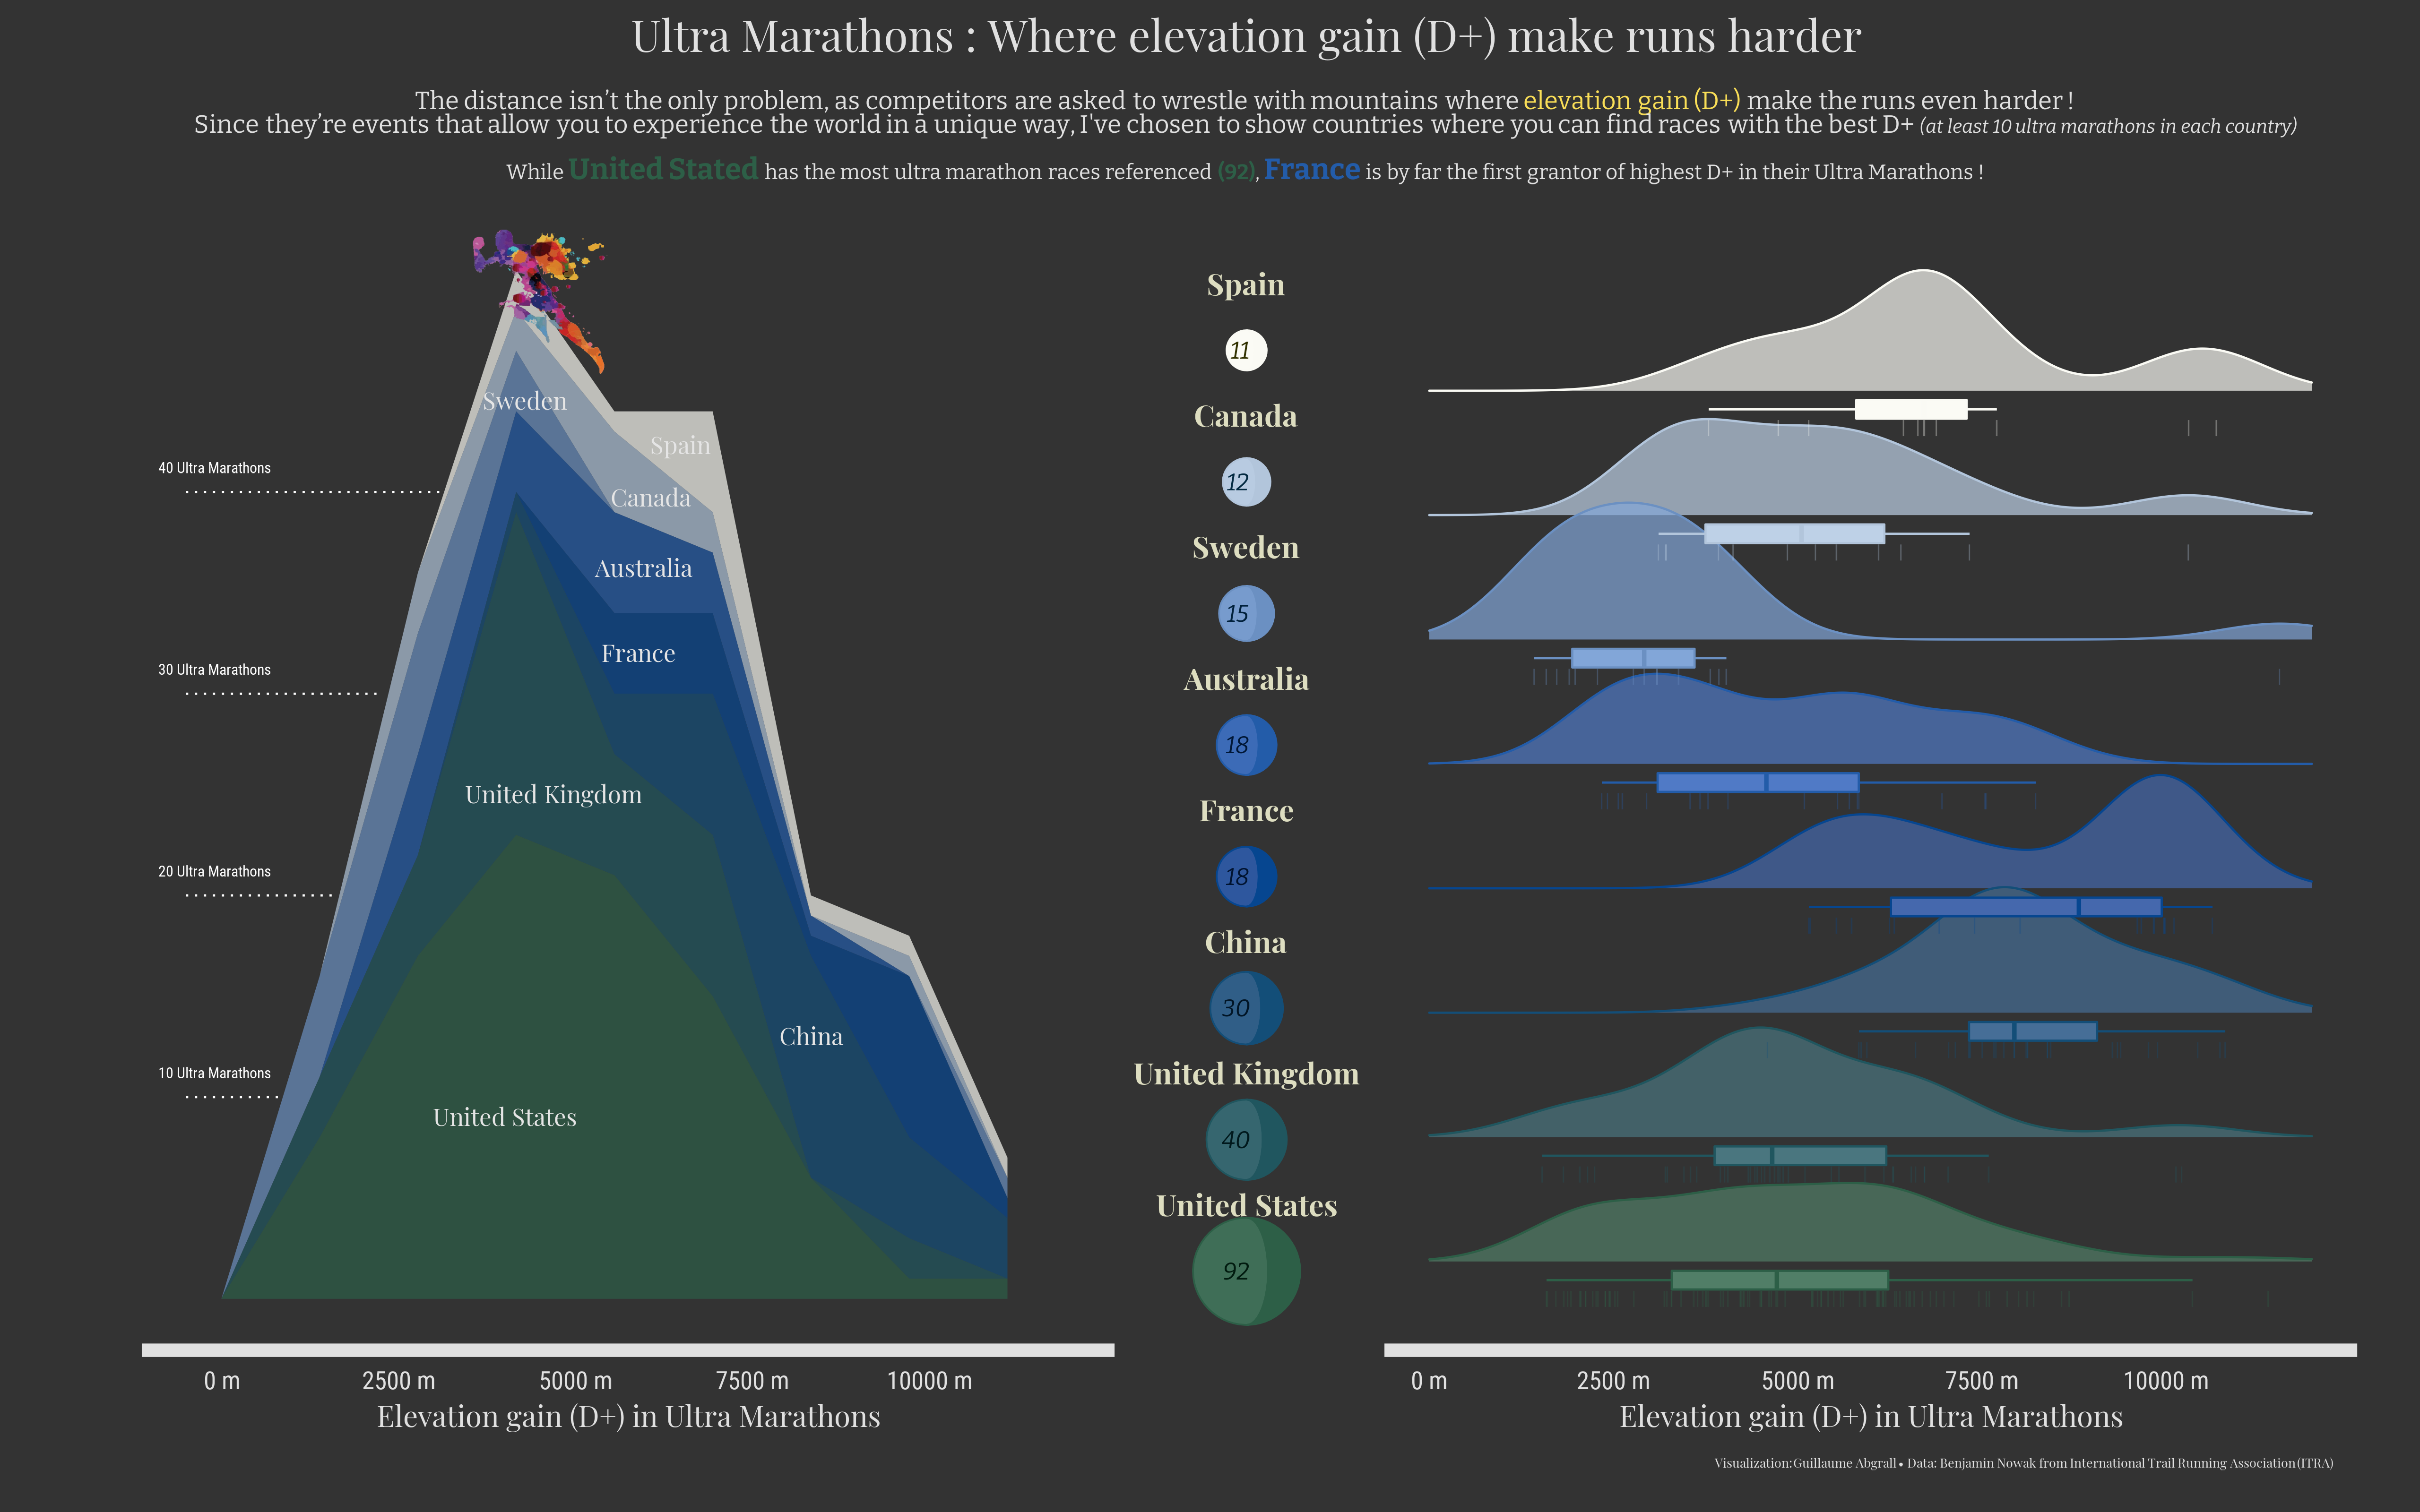 Ultra Marathons : Where elevation gain (D+) make runs harder
The distance isn’t the only problem, as competitors are asked to wrestle with mountains where elevation gain (D+) make the runs even harder !
Since they’re events that allow you to experience the world in a unique way, I've chosen to show countries where you can find races with the best D+ (at least 10 ultra marathons in each country)
While United Stated has the most ultra marathon races referenced (92), France is by far the first grantor of highest D+ in their Ultra Marathons !
Sweden
Spain
Canada
Australia
France
United Kingdom
China
United States
40 Ultra Marathons
30 Ultra Marathons
20 Ultra Marathons
10 Ultra Marathons
0 m 2500 m 5000 m 7500 m 10000 m
Elevation gain (D+) in Ultra Marathons
Spain
11
Canada
12
Sweden
15
Australia
18
France
18
China
30
United Kingdom
40
United States
92
0 m 2500 m 5000 m 7500 m 10000 m
Elevation gain (D+) in Ultra Marathons
Visualization: Guillaume Abgrall • Data: Benjamin Nowak from International Trail Running Association (ITRA)